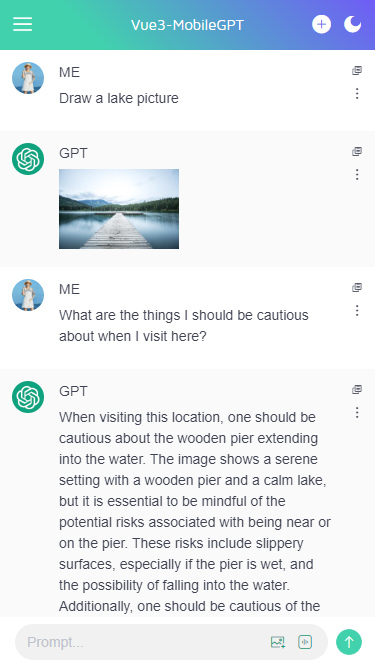 Vue3-MobileGPT
ME
Draw a lake picture
GPT
ME
What are the things I should be cautious
about when I visit here?
GPT
When visiting this location, one should be
cautious about the wooden pier extending
into the water. The image shows a serene
setting with a wooden pier and a calm lake,
but it is essential to be mindful of the
potential risks associated with being near or
on the pier. These risks include slippery
surfaces, especially if the pier is wet, and
the possibility of falling into the water.
Additionally, one should be cautious of the
Prompt...